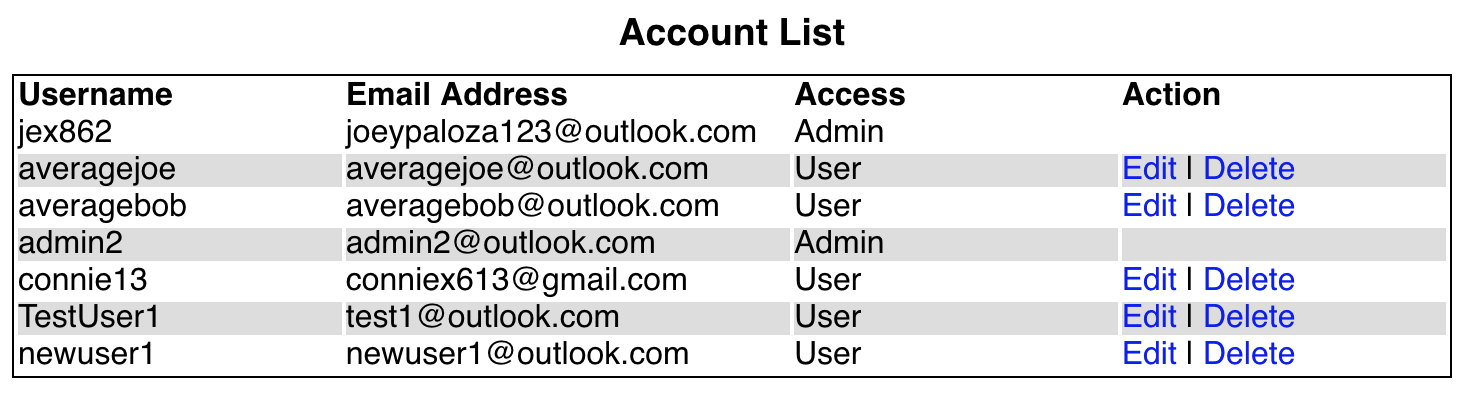 Account List
Username Email Address Access Action
jex862 joeypaloza123@outlook.com Admin
averagejoe averagejoe@outlook.com User Edit | Delete
averagebob averagebob@outlook.com User Edit | Delete
admin2 admin2@outlook.com Admin
connie13 conniex613@gmail.com User Edit | Delete
TestUser1 test1@outlook.com User Edit | Delete
newuser1 newuser1@outlook.com User Edit | Delete